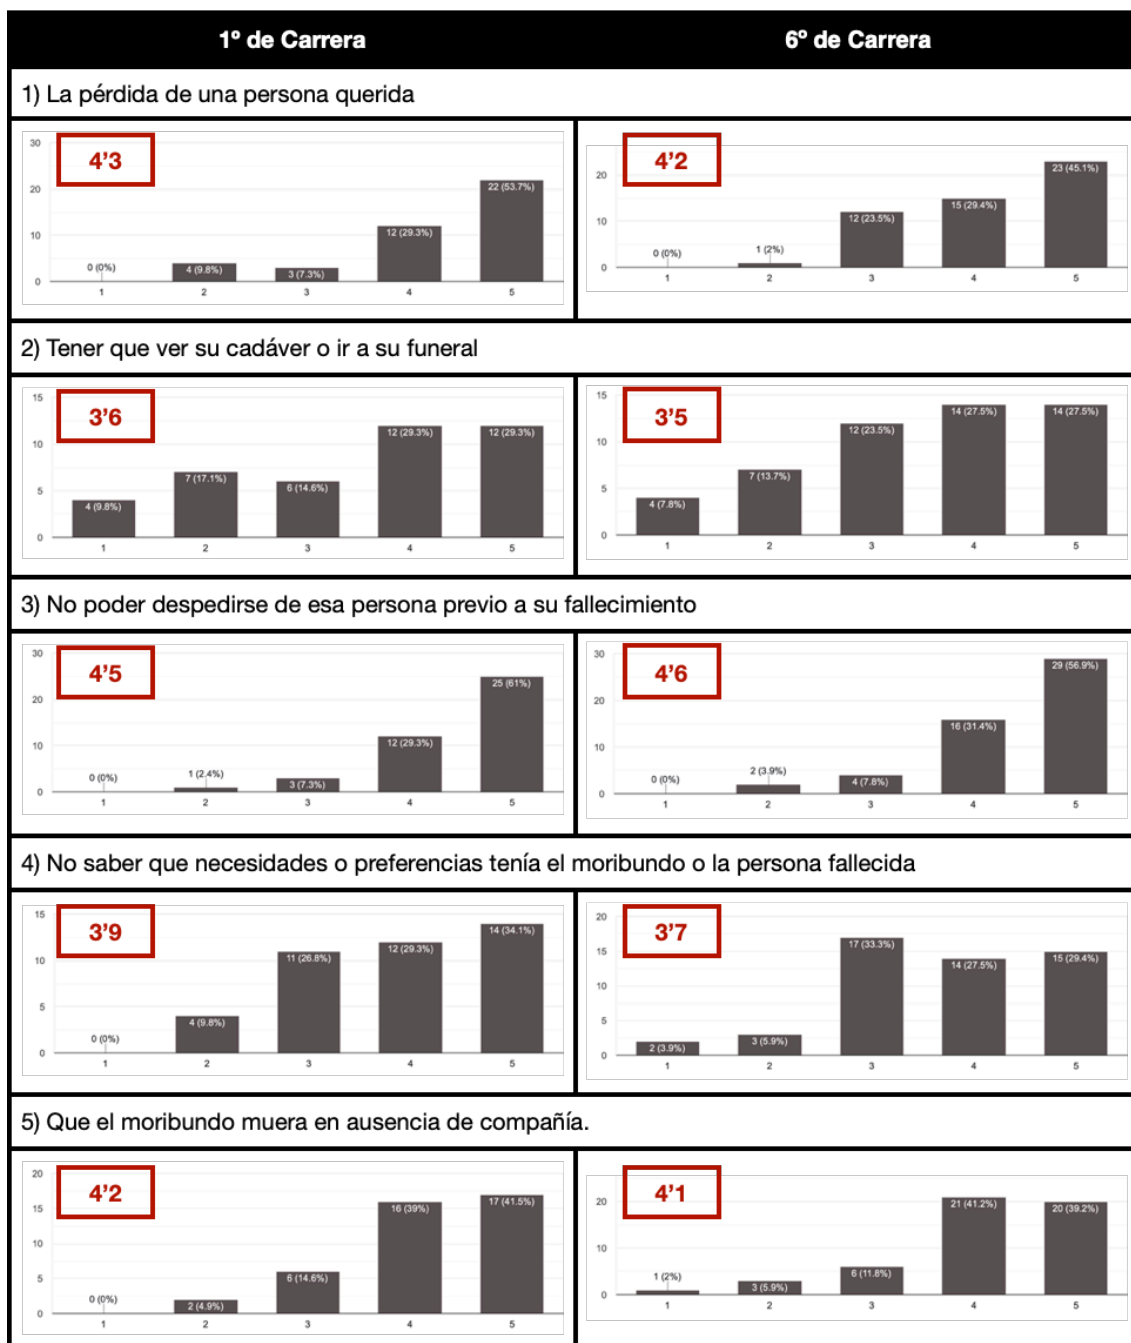 1º de Carrera 6º de Carrera
1) La pérdida de una persona querida
4'3
30
20
10
0
0 (0%) 4 (9.8%) 3 (7.3%) 12 (29.3%) 22 (53.7%)
1 2 3 4 5
4'2
20
10
0
0 (0%) 1 (2%) 12 (23.5%) 15 (29.4%) 23 (45.1%)
1 2 3 4 5
2) Tener que ver su cadáver o ir a su funeral
3'6
15
10
5
0
4 (9.8%) 7 (17.1%) 6 (14.6%) 12 (29.3%) 12 (29.3%)
1 2 3 4 5
3'5
15
10
5
0
4 (7.8%) 7 (13.7%) 12 (23.5%) 14 (27.5%) 14 (27.5%)
1 2 3 4 5
3) No poder despedirse de esa persona previo a su fallecimiento
4'5
30
20
10
0
0 (0%) 1 (2.4%) 3 (7.3%) 12 (29.3%) 25 (61%)
1 2 3 4 5
4'6
30
20
10
0
0 (0%) 2 (3.9%) 4 (7.8%) 16 (31.4%) 29 (56.9%)
1 2 3 4 5
4) No saber que necesidades o preferencias tenía el moribundo o la persona fallecida
3'9
15
10
5
0
0 (0%) 4 (9.8%) 11 (26.8%) 12 (29.3%) 14 (34.1%)
1 2 3 4 5
3'7
20
15
10
5
0
2 (3.9%) 3 (5.9%) 17 (33.3%) 14 (27.5%) 15 (29.4%)
1 2 3 4 5
5) Que el moribundo muera en ausencia de compañía.
4'2
20
15
10
5
0
0 (0%) 2 (4.9%) 6 (14.6%) 16 (39%) 17 (41.5%)
1 2 3 4 5
4'1
20
10
0
1 (2%) 3 (5.9%) 6 (11.8%) 21 (41.2%) 20 (39.2%)
1 2 3 4 5